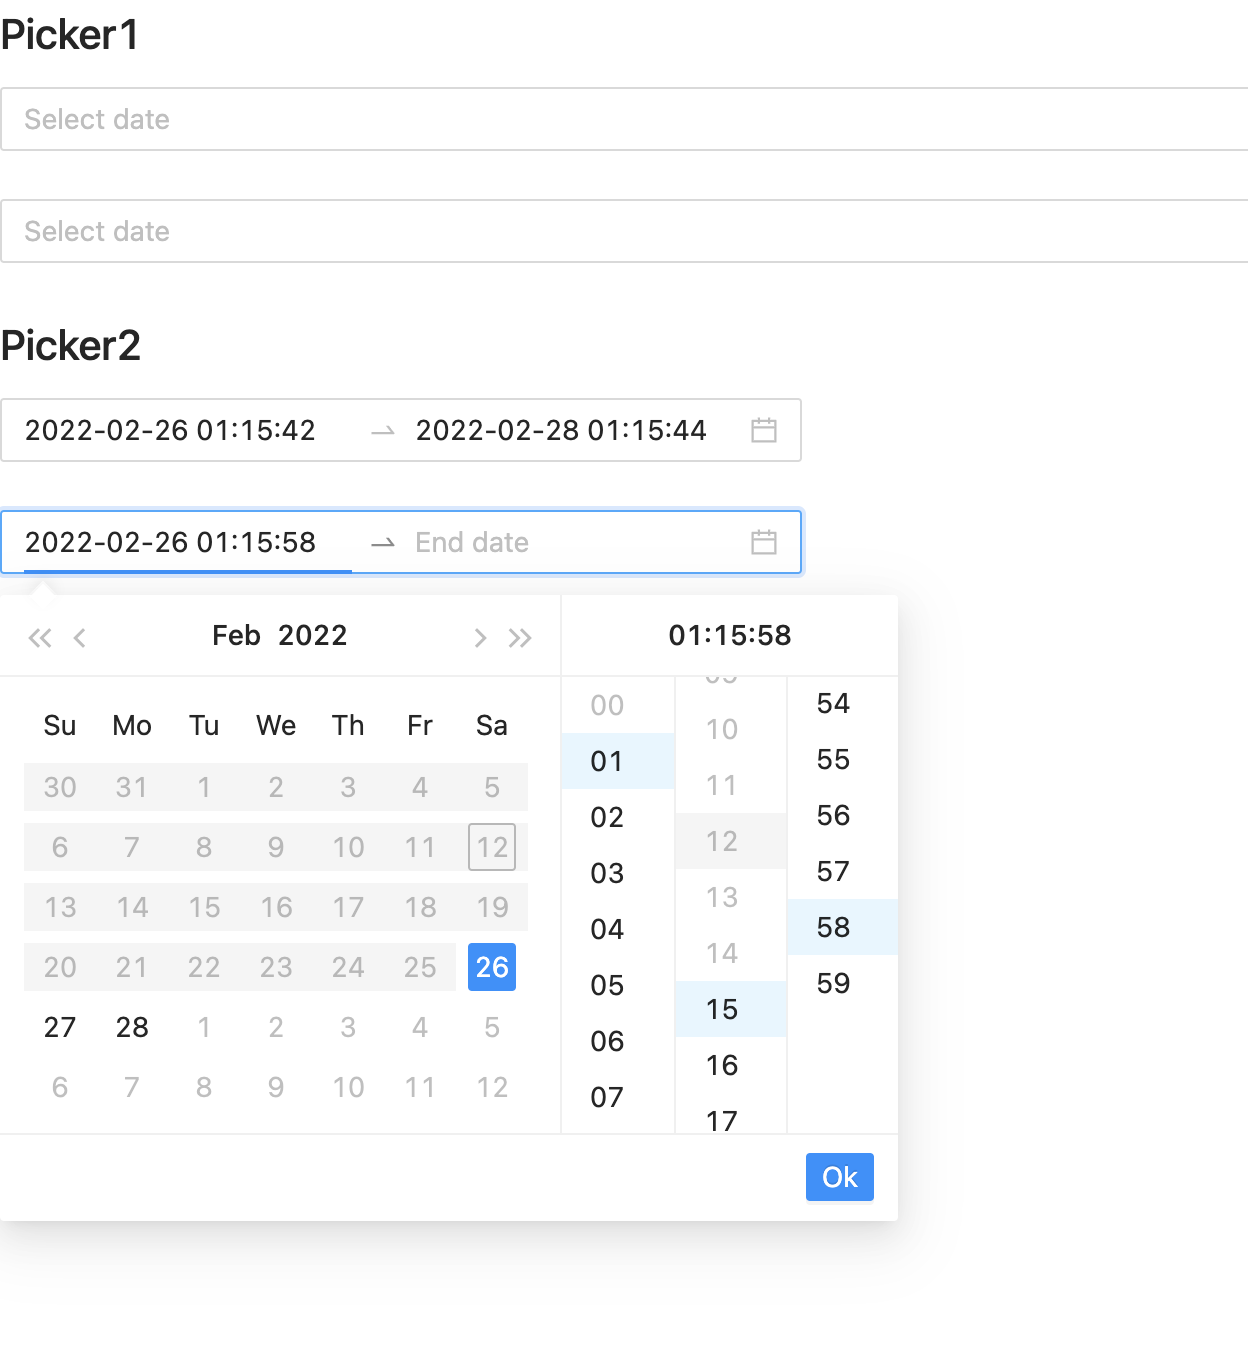 Picker1
Select date
Select date
Picker2
2022-02-26 01:15:42 → 2022-02-28 01:15:44
2022-02-26 01:15:58 → End date
« < Feb 2022 > »
01:15:58
Su Mo Tu We Th Fr Sa
30 31 1 2 3 4 5
6 7 8 9 10 11 12
13 14 15 16 17 18 19
20 21 22 23 24 25 26
27 28 1 2 3 4 5
6 7 8 9 10 11 12
00
01
02
03
04
05
06
07
10
11
12
13
14
15
16
17
54
55
56
57
58
59
Ok